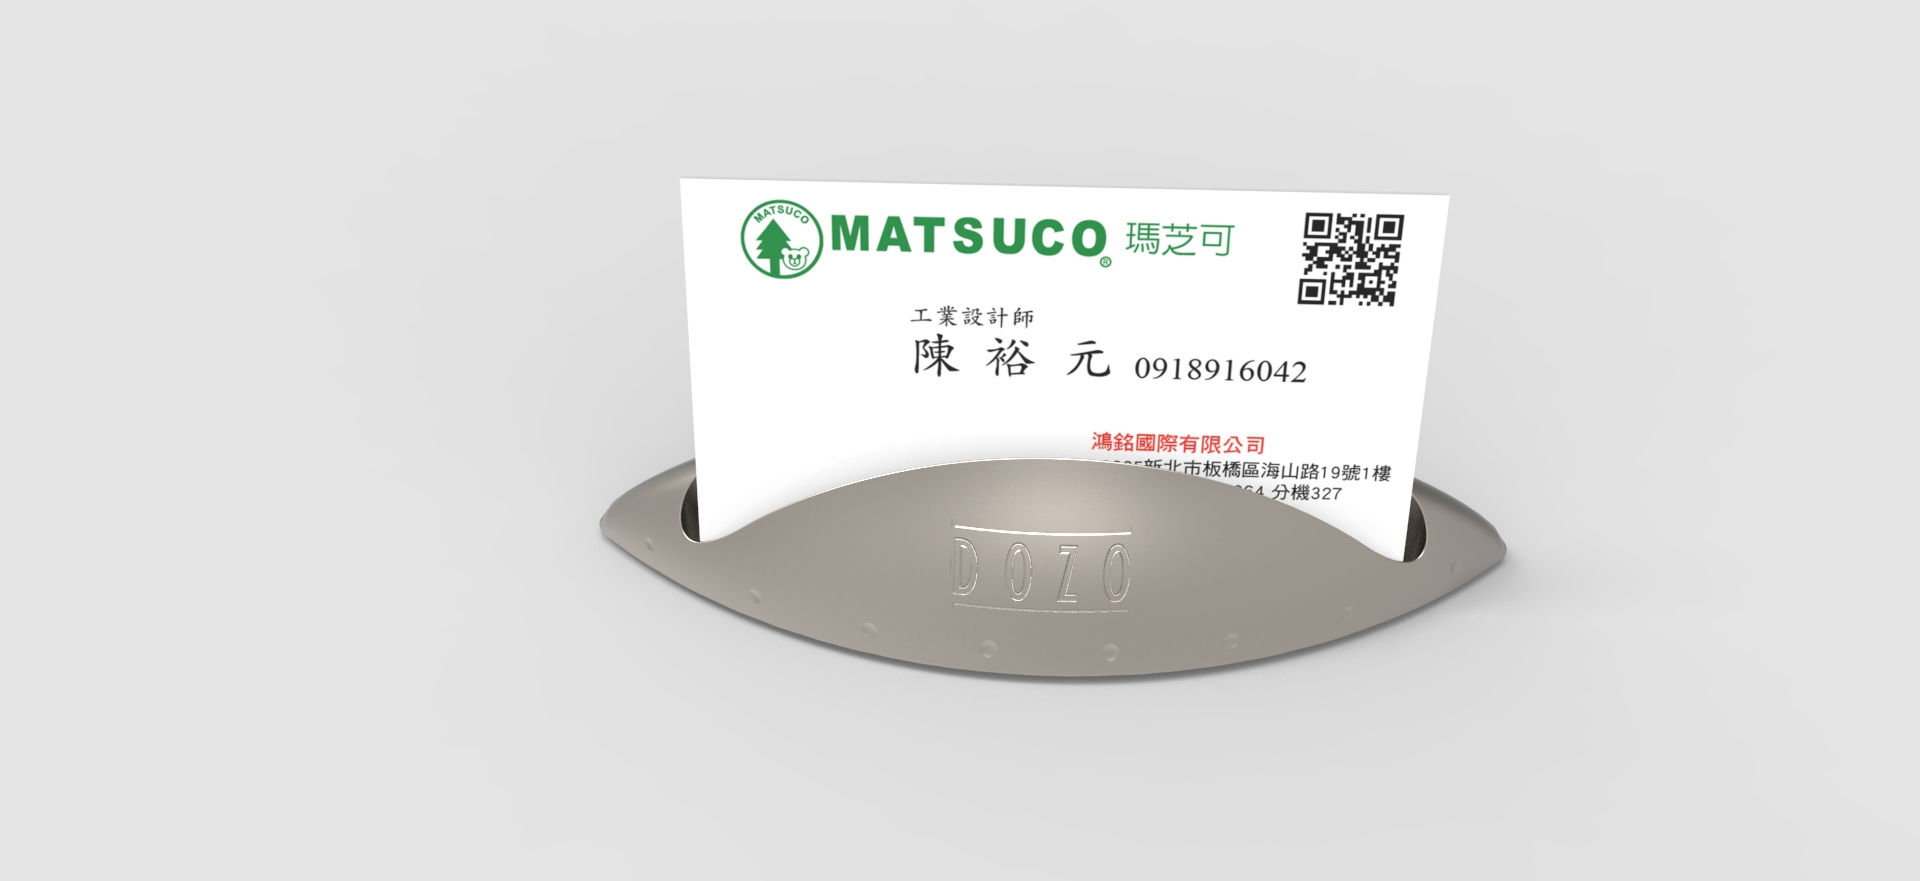 MATSUCO
MATSUCO® 瑪芝可
工業設計師
陳裕元 0918916042
鴻銘國際有限公司
新北市板橋區海山路19號1樓
分機327
DOZO